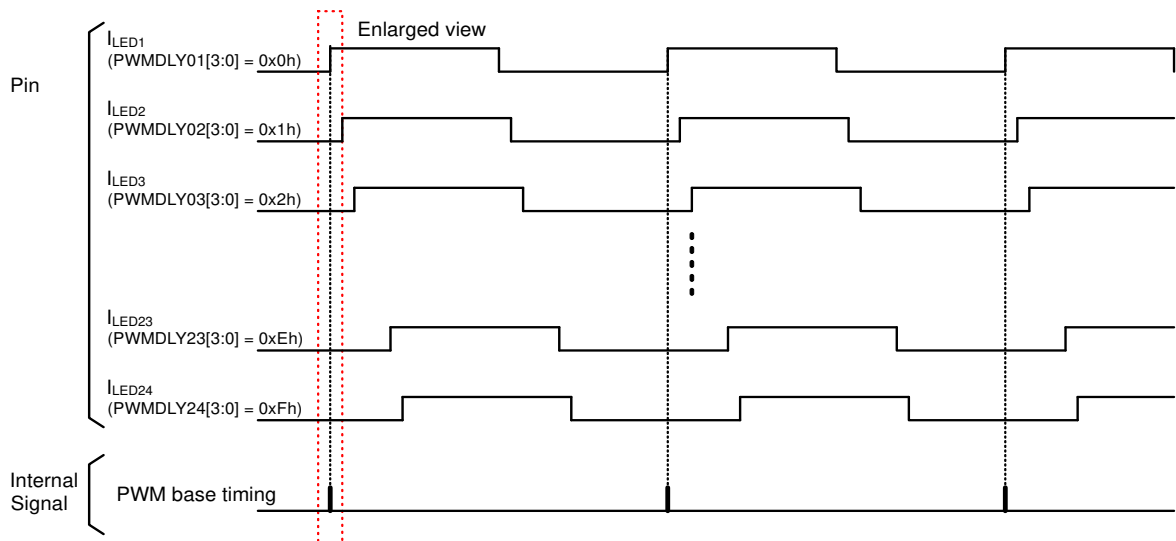 Enlarged view
Pin
ILED1
(PWMDLY01[3:0] = 0x0h)
ILED2
(PWMDLY02[3:0] = 0x1h)
ILED3
(PWMDLY03[3:0] = 0x2h)
ILED23
(PWMDLY23[3:0] = 0xEh)
ILED24
(PWMDLY24[3:0] = 0xFh)
Internal
Signal
PWM base timing